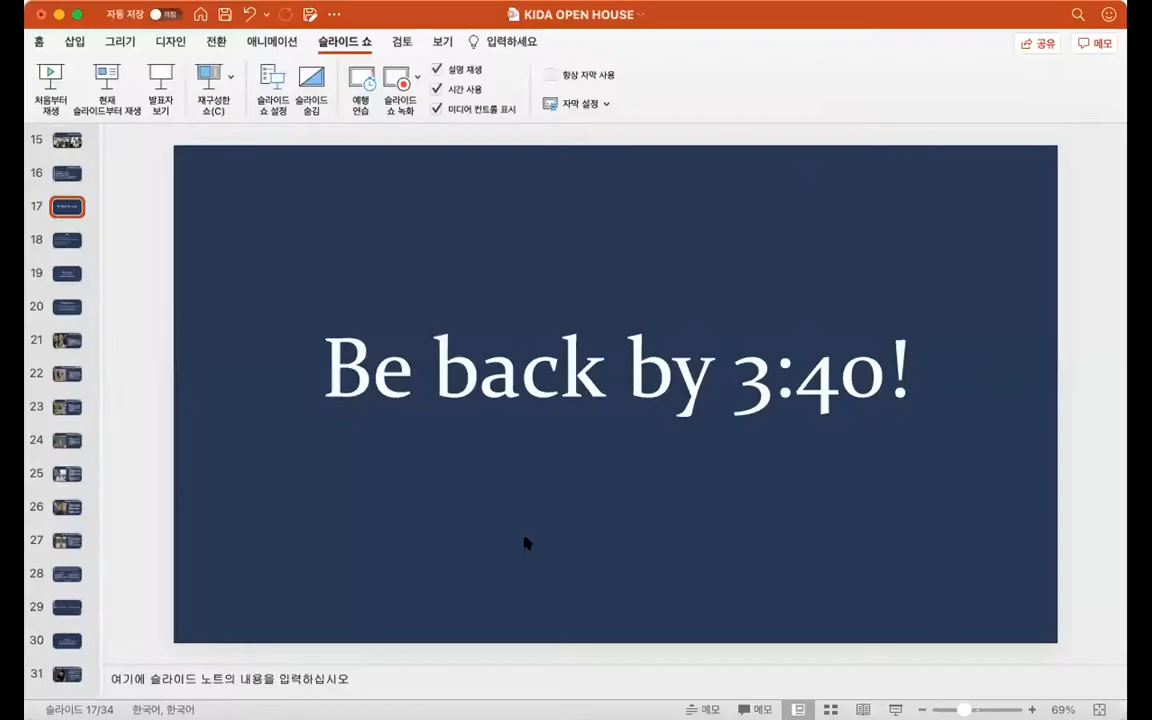 자동 저장 꺼짐
KIDA OPEN HOUSE
홈 삽입 그리기 디자인 전환 애니메이션 슬라이드 쇼 검토 보기 입력하세요 공유 메모
처음부터 재생
현재 슬라이드부터 재생
발표자 보기
재구성한 쇼(C)
슬라이드 쇼 설정
슬라이드 숨김
예행 연습
슬라이드 쇼 녹화
설명 재생
시간 사용
미디어 컨트롤 표시
항상 자막 사용
자막 설정
15
16
17
18
19
20
21
22
23
24
25
26
27
28
29
30
31
Be back by 3:40!
여기에 슬라이드 노트의 내용을 입력하십시오
슬라이드 17/34 한국어, 한국어 메모 메모 69%